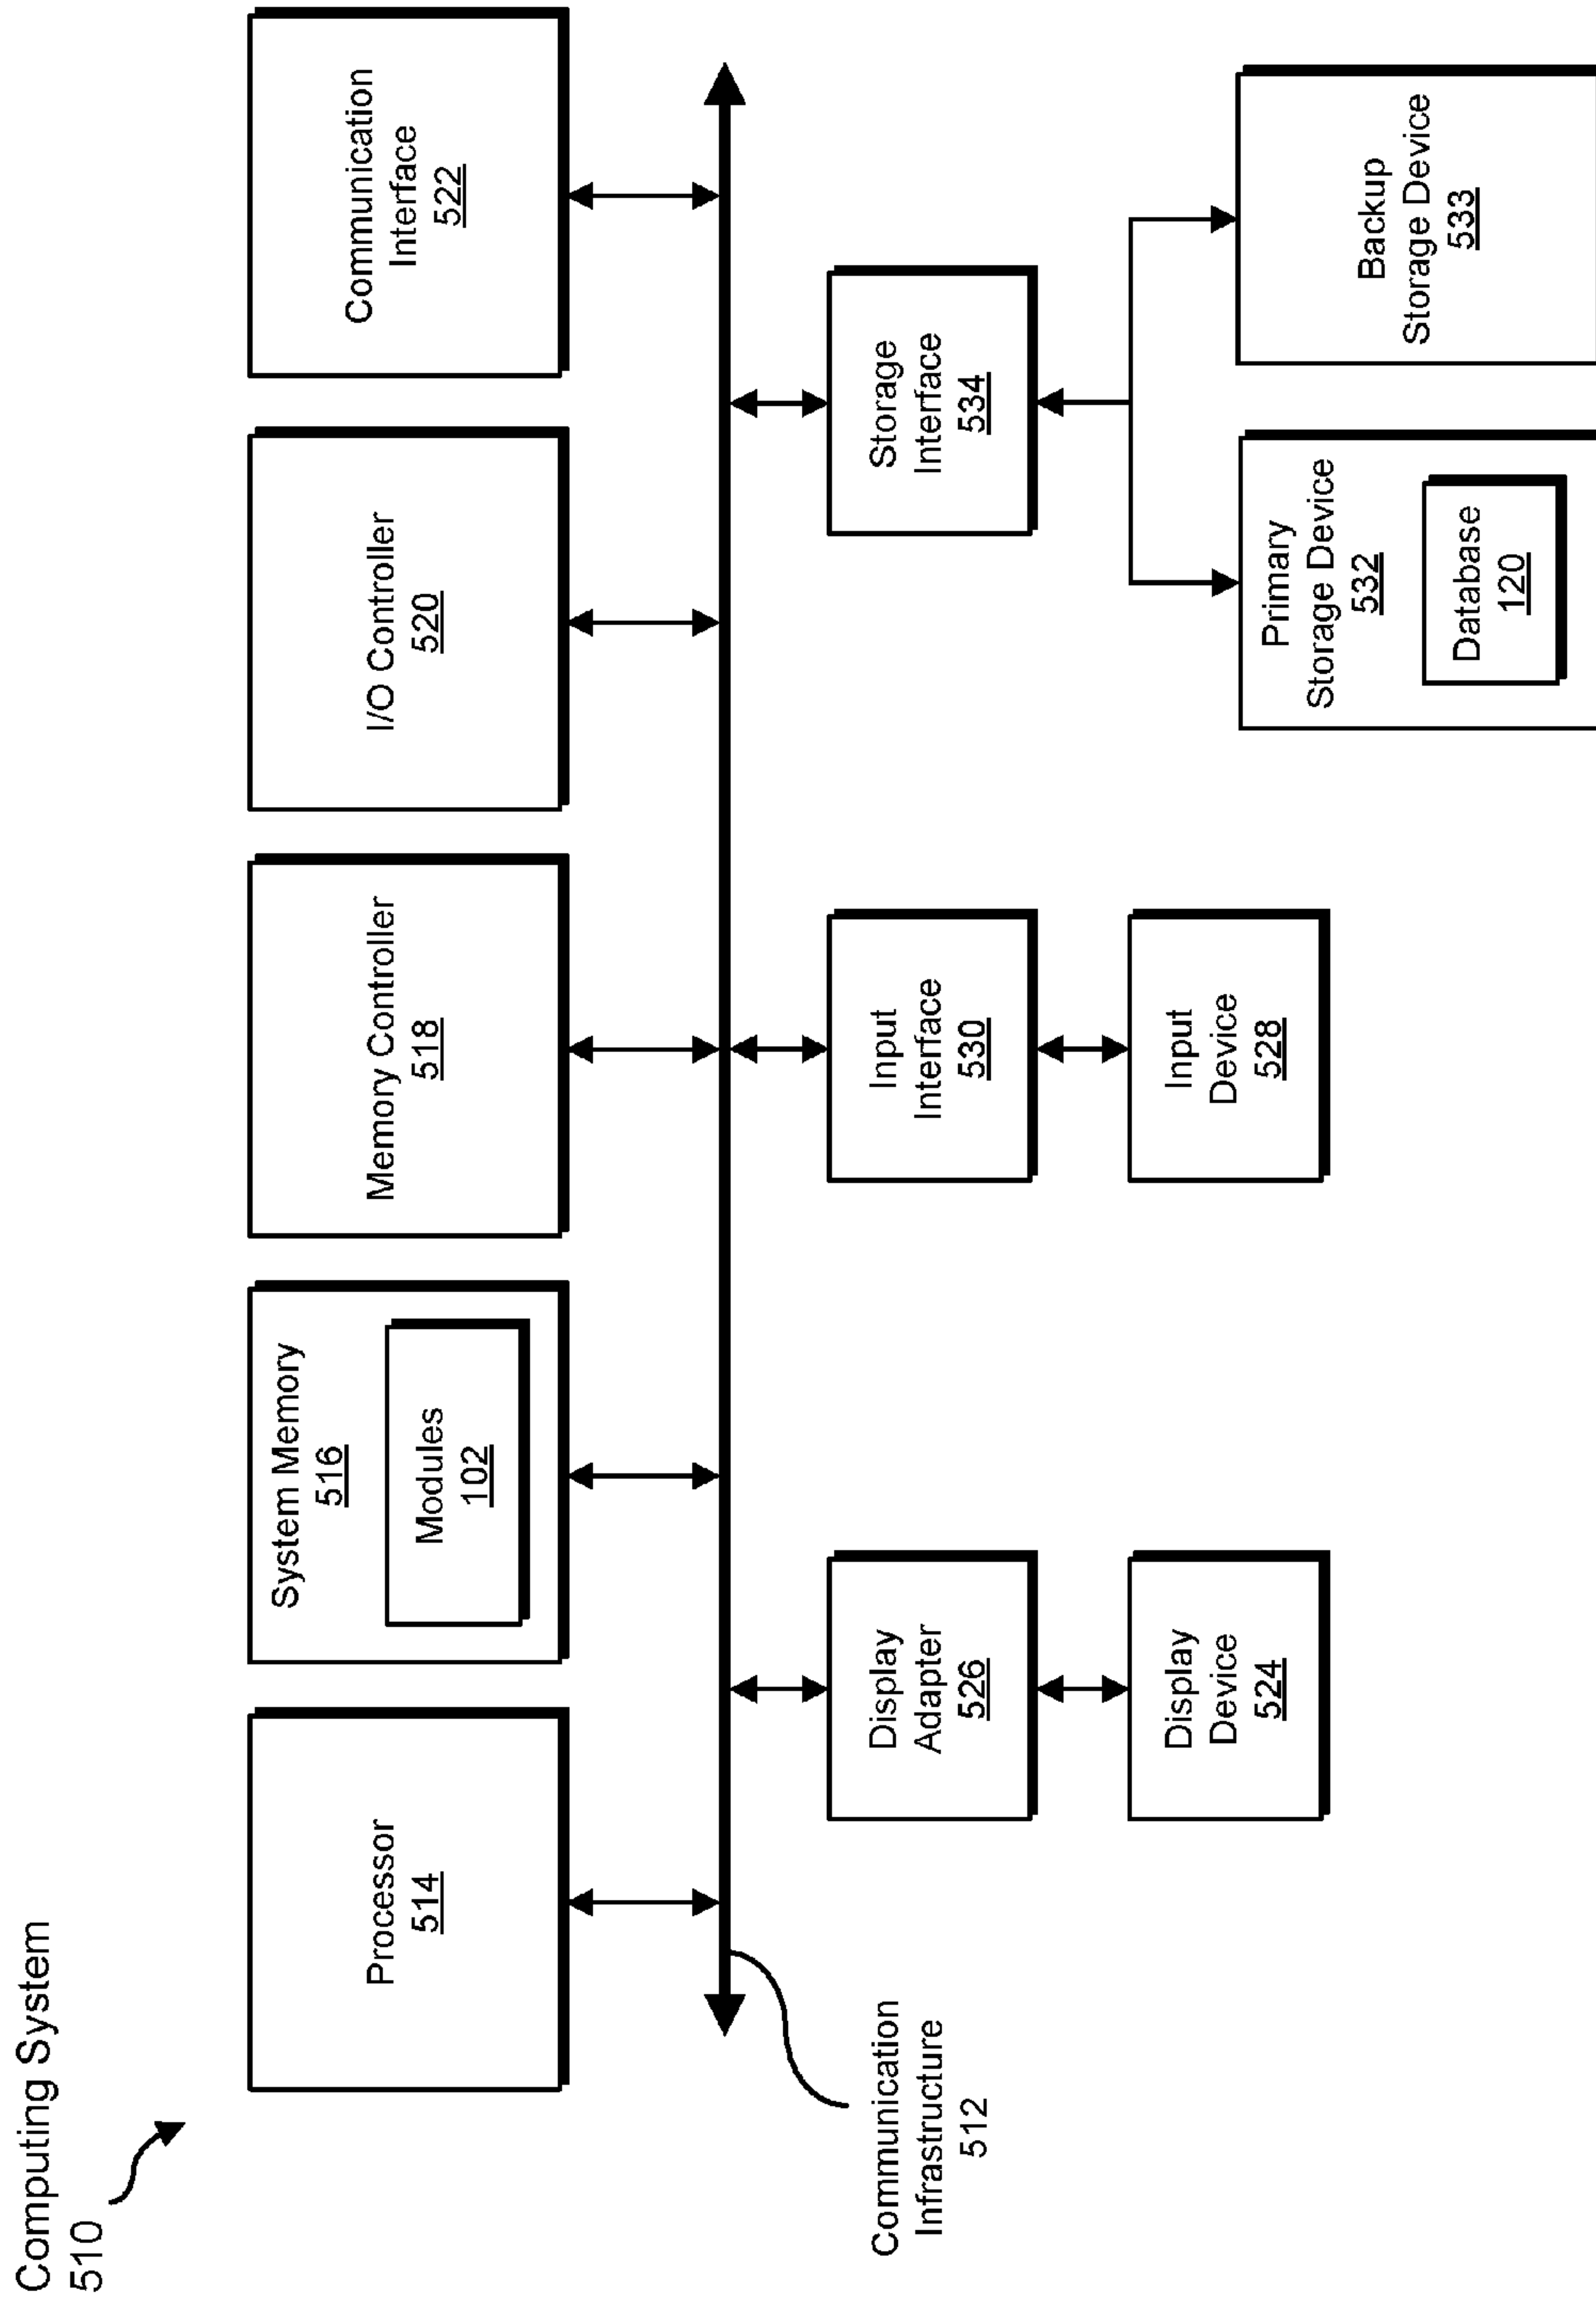 Computing System
510
Processor
514
System Memory
516
Modules
102
Memory Controller
518
I/O Controller
520
Communication
Interface
522
Communication
Infrastructure
512
Display
Adapter
526
Input
Interface
530
Storage
Interface
534
Display
Device
524
Input
Device
528
Primary
Storage Device
532
Database
120
Backup
Storage Device
533